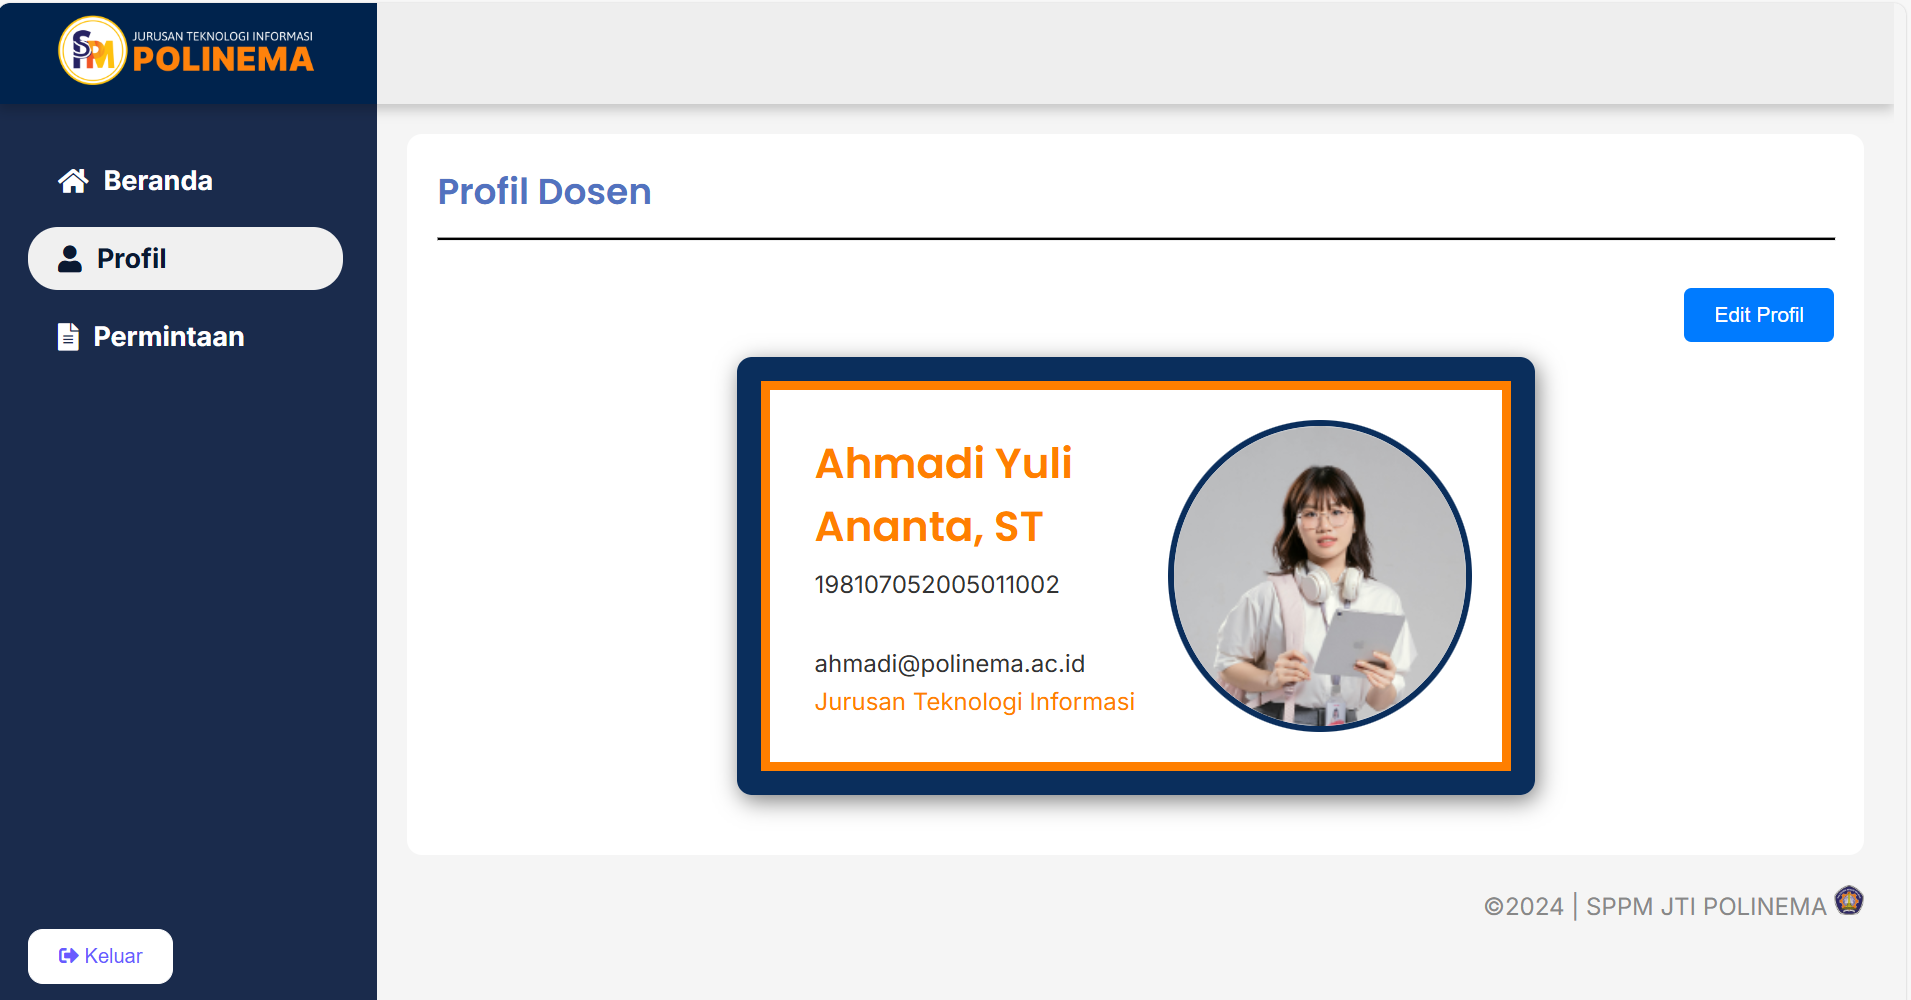 SPPM
JURUSAN TEKNOLOGI INFORMASI
POLINEMA
Beranda
Profil
Permintaan
Keluar
Profil Dosen
Edit Profil
Ahmadi Yuli
Ananta, ST
198107052005011002
ahmadi@polinema.ac.id
Jurusan Teknologi Informasi
©2024 | SPPM JTI POLINEMA